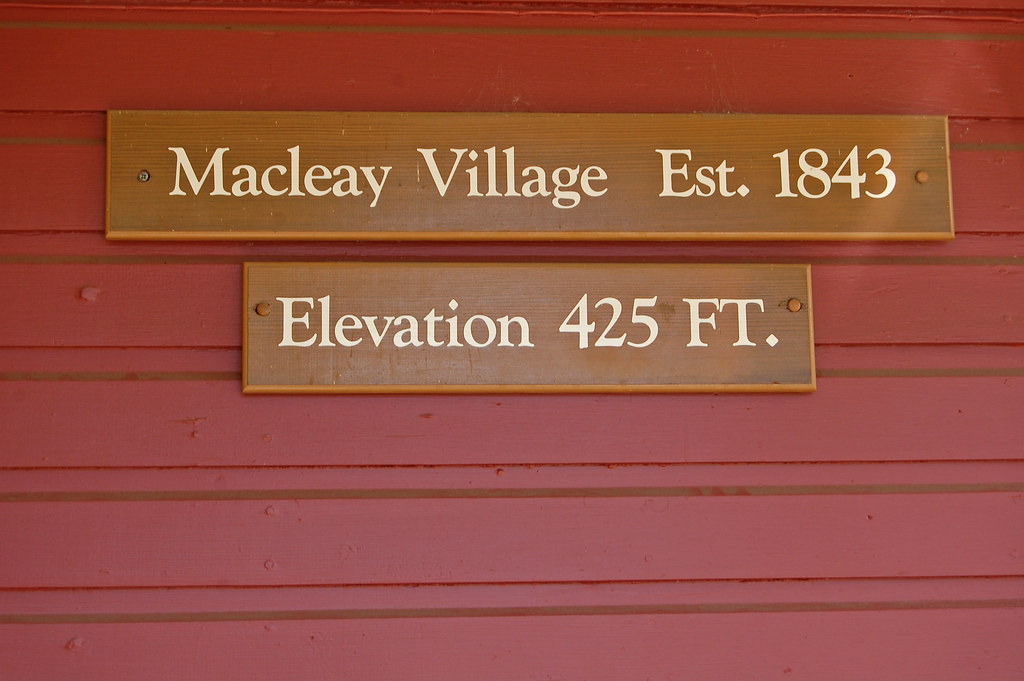 Macleay Village Est. 1843
Elevation 425 FT.